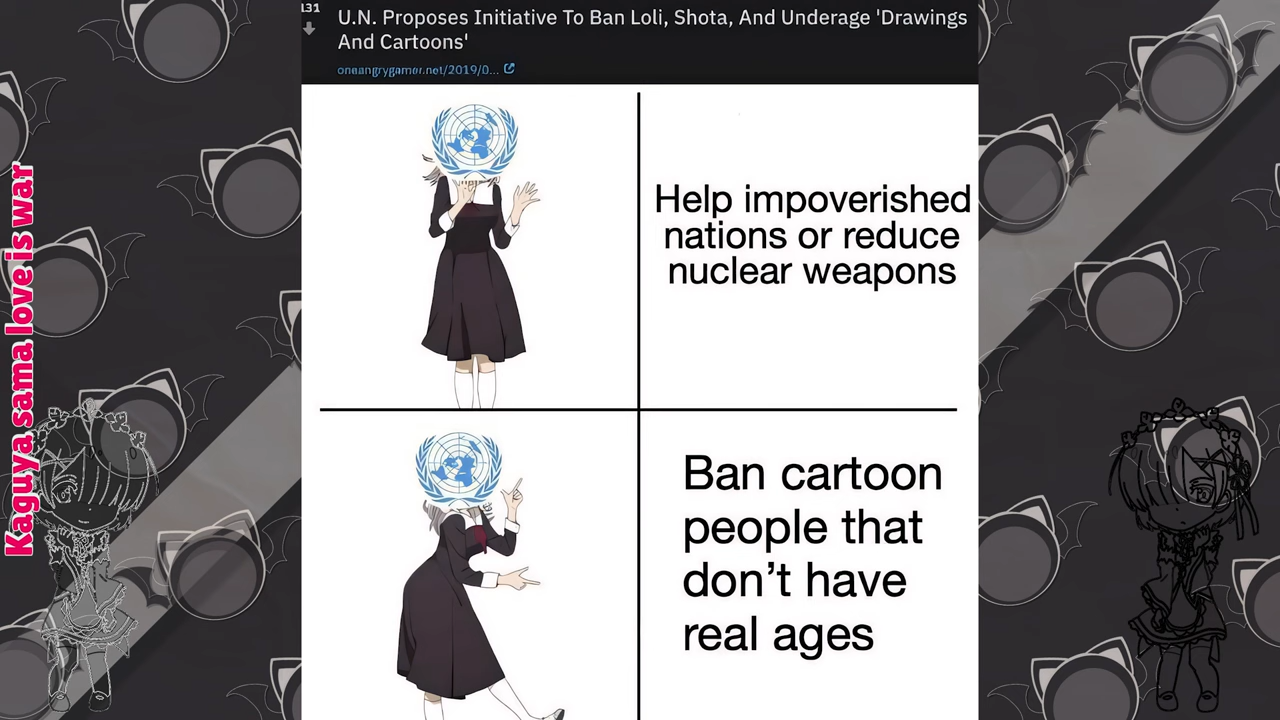 131
U.N. Proposes Initiative To Ban Loli, Shota, And Underage 'Drawings
And Cartoons'
oneangrygamer.net/2019/0...
Help impoverished
nations or reduce
nuclear weapons
Ban cartoon
people that
don't have
real ages
Kaguya sama love is war